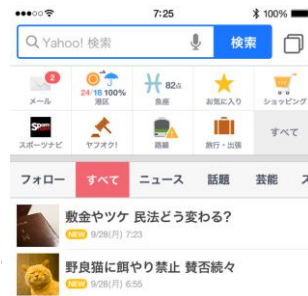 7:25 100%
Yahoo! 検索 検索
2
24/18 100% 82点
メール 港区 魚座 お気に入り ショッピング
スポーツナビ ヤフオク! 路線 旅行・出張 すべて
フォロー すべて ニュース 話題 芸能 ス
敷金やツケ 民法どう変わる?
NEW 9/28(月) 7:23
野良猫に餌やり禁止 賛否続々
NEW 9/28(月) 6:55